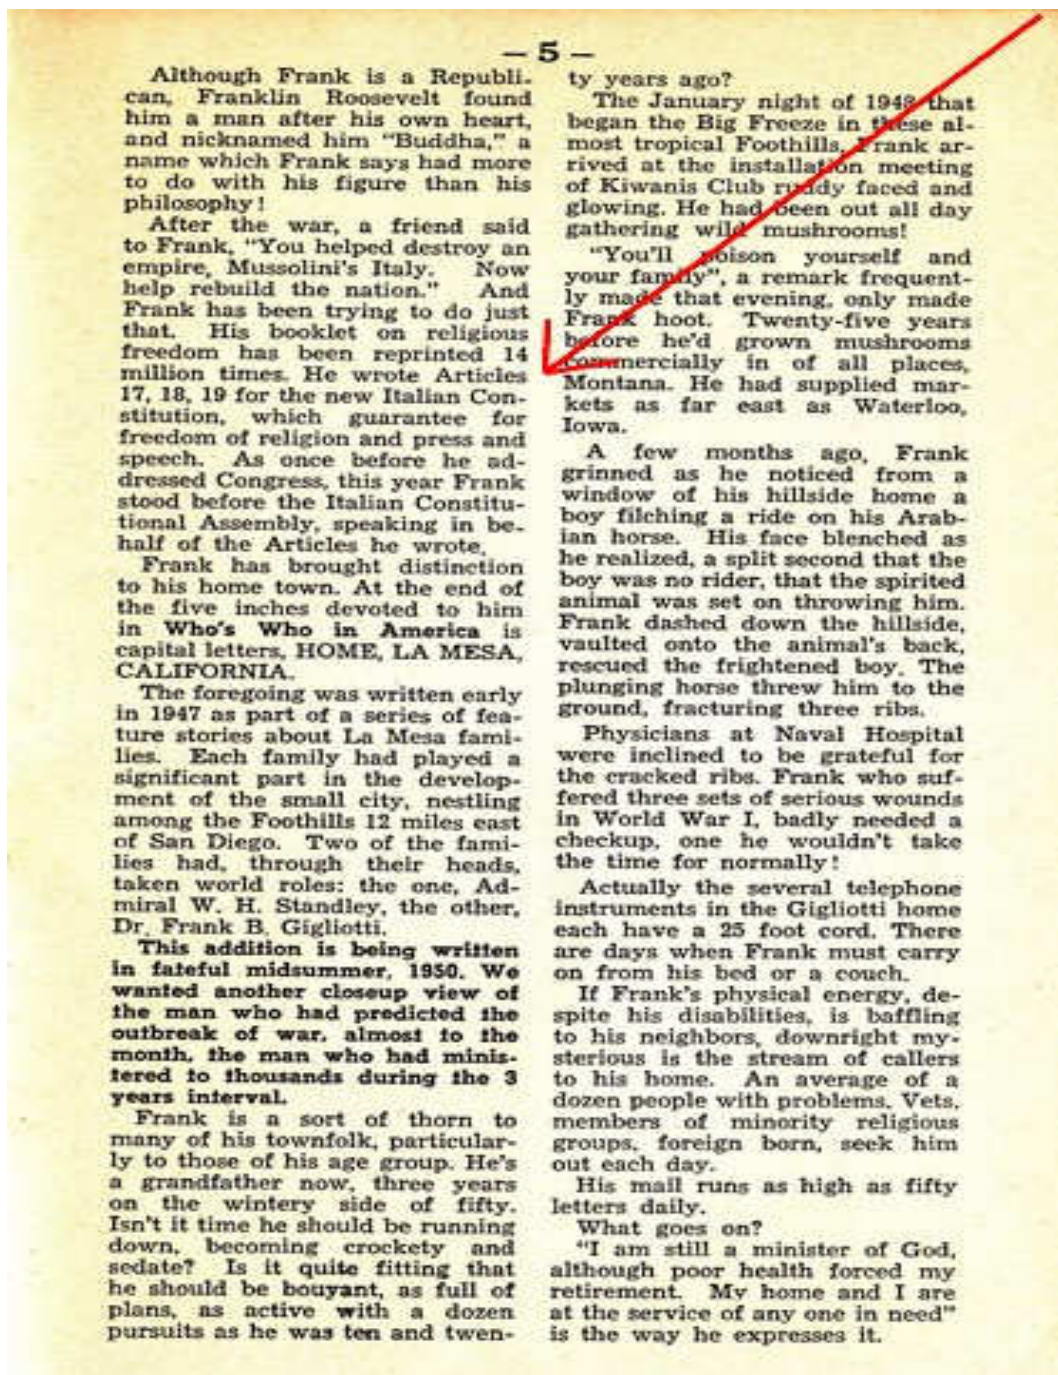 – 5 –
Although Frank is a Republi-
can, Franklin Roosevelt found
him a man after his own heart,
and nicknamed him "Buddha," a
name which Frank says had more
to do with his figure than his
philosophy!
After the war, a friend said
to Frank, "You helped destroy an
empire, Mussolini's Italy. Now
help rebuild the nation." And
Frank has been trying to do just
that. His booklet on religious
freedom has been reprinted 14
million times. He wrote Articles
17, 18, 19 for the new Italian Con-
stitution, which guarantee for
freedom of religion and press and
speech. As once before he ad-
dressed Congress, this year Frank
stood before the Italian Constitu-
tional Assembly, speaking in be-
half of the Articles he wrote.
Frank has brought distinction
to his home town. At the end of
the five inches devoted to him
in Who's Who in America is
capital letters, HOME, LA MESA,
CALIFORNIA.
The foregoing was written early
in 1947 as part of a series of fea-
ture stories about La Mesa fami-
lies. Each family had played a
significant part in the develop-
ment of the small city, nestling
among the Foothills 12 miles east
of San Diego. Two of the fami-
lies had, through their heads,
taken world roles: the one, Ad-
miral W. H. Standley, the other,
Dr. Frank B. Gigliotti.
This addition is being written
in fateful midsummer, 1950. We
wanted another closeup view of
the man who had predicted the
outbreak of war, almost to the
month, the man who had minis-
tered to thousands during the 3
years interval.
Frank is a sort of thorn to
many of his townfolk, particular-
ly to those of his age group. He's
a grandfather now, three years
on the wintery side of fifty.
Isn't it time he should be running
down, becoming crockety and
sedate? Is it quite fitting that
he should be bouyant, as full of
plans, as active with a dozen
pursuits as he was ten and twen-
ty years ago?
The January night of 1948 that
began the Big Freeze in these al-
most tropical Foothills, Frank ar-
rived at the installation meeting
of Kiwanis Club ruddy faced and
glowing. He had been out all day
gathering wild mushrooms!
"You'll poison yourself and
your family", a remark frequent-
ly made that evening, only made
Frank hoot. Twenty-five years
before he'd grown mushrooms
commercially in of all places,
Montana. He had supplied mar-
kets as far east as Waterloo,
Iowa.
A few months ago, Frank
grinned as he noticed from a
window of his hillside home a
boy filching a ride on his Arab-
ian horse. His face blenched as
he realized, a split second that the
boy was no rider, that the spirited
animal was set on throwing him.
Frank dashed down the hillside,
vaulted onto the animal's back,
rescued the frightened boy. The
plunging horse threw him to the
ground, fracturing three ribs.
Physicians at Naval Hospital
were inclined to be grateful for
the cracked ribs. Frank who suf-
fered three sets of serious wounds
in World War I, badly needed a
checkup, one he wouldn't take
the time for normally!
Actually the several telephone
instruments in the Gigliotti home
each have a 25 foot cord. There
are days when Frank must carry
on from his bed or a couch.
If Frank's physical energy, de-
spite his disabilities, is baffling
to his neighbors, downright my-
sterious is the stream of callers
to his home. An average of a
dozen people with problems, Vets,
members of minority religious
groups, foreign born, seek him
out each day.
His mail runs as high as fifty
letters daily.
What goes on?
"I am still a minister of God,
although poor health forced my
retirement. My home and I are
at the service of any one in need"
is the way he expresses it.